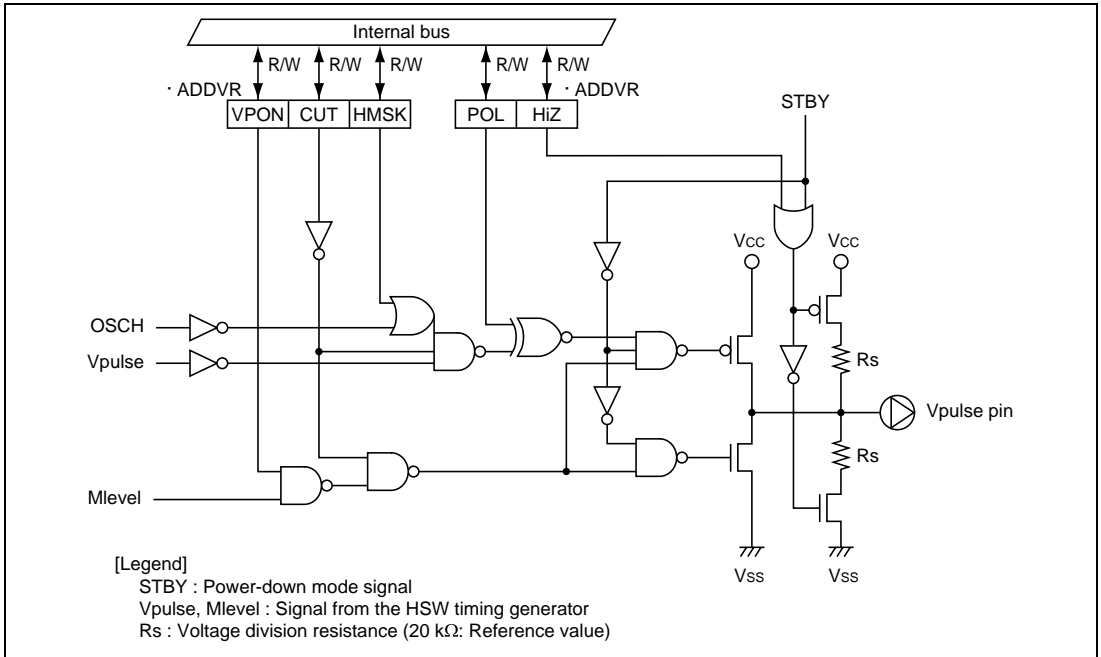 Internal bus
R/W R/W R/W R/W R/W
· ADDVR · ADDVR
VPON CUT HMSK POL HiZ STBY
Vcc Vcc
OSCH
Vpulse
Rs
Vpulse pin
Rs
Mlevel
Vss Vss
[Legend]
STBY : Power-down mode signal
Vpulse, Mlevel : Signal from the HSW timing generator
Rs : Voltage division resistance (20 kΩ: Reference value)